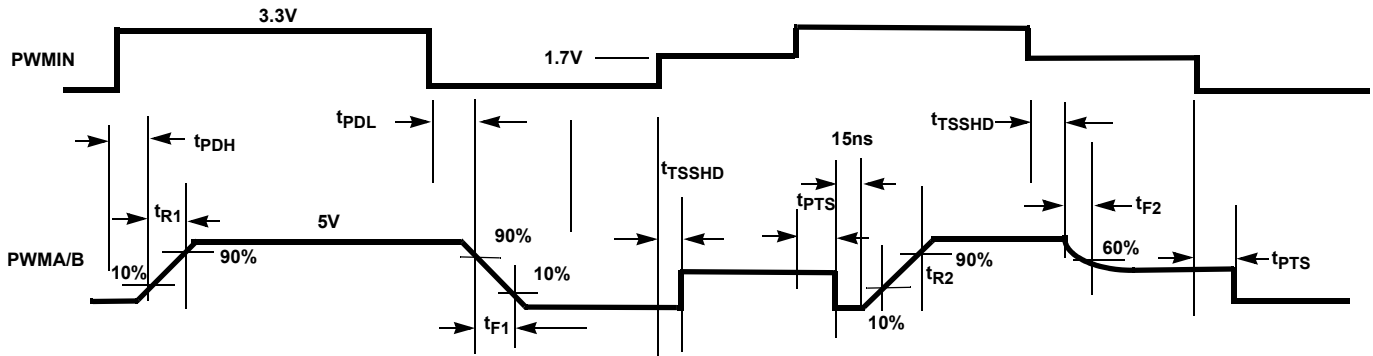 3.3V
PWMIN
1.7V
tPDL
tTSSHD
15ns
tPDH
tTSSHD
tPTS
tR1
5V
tF2
90%
60%
PWMA/B
10%
90%
10%
tR2
90%
tPTS
tF1
10%